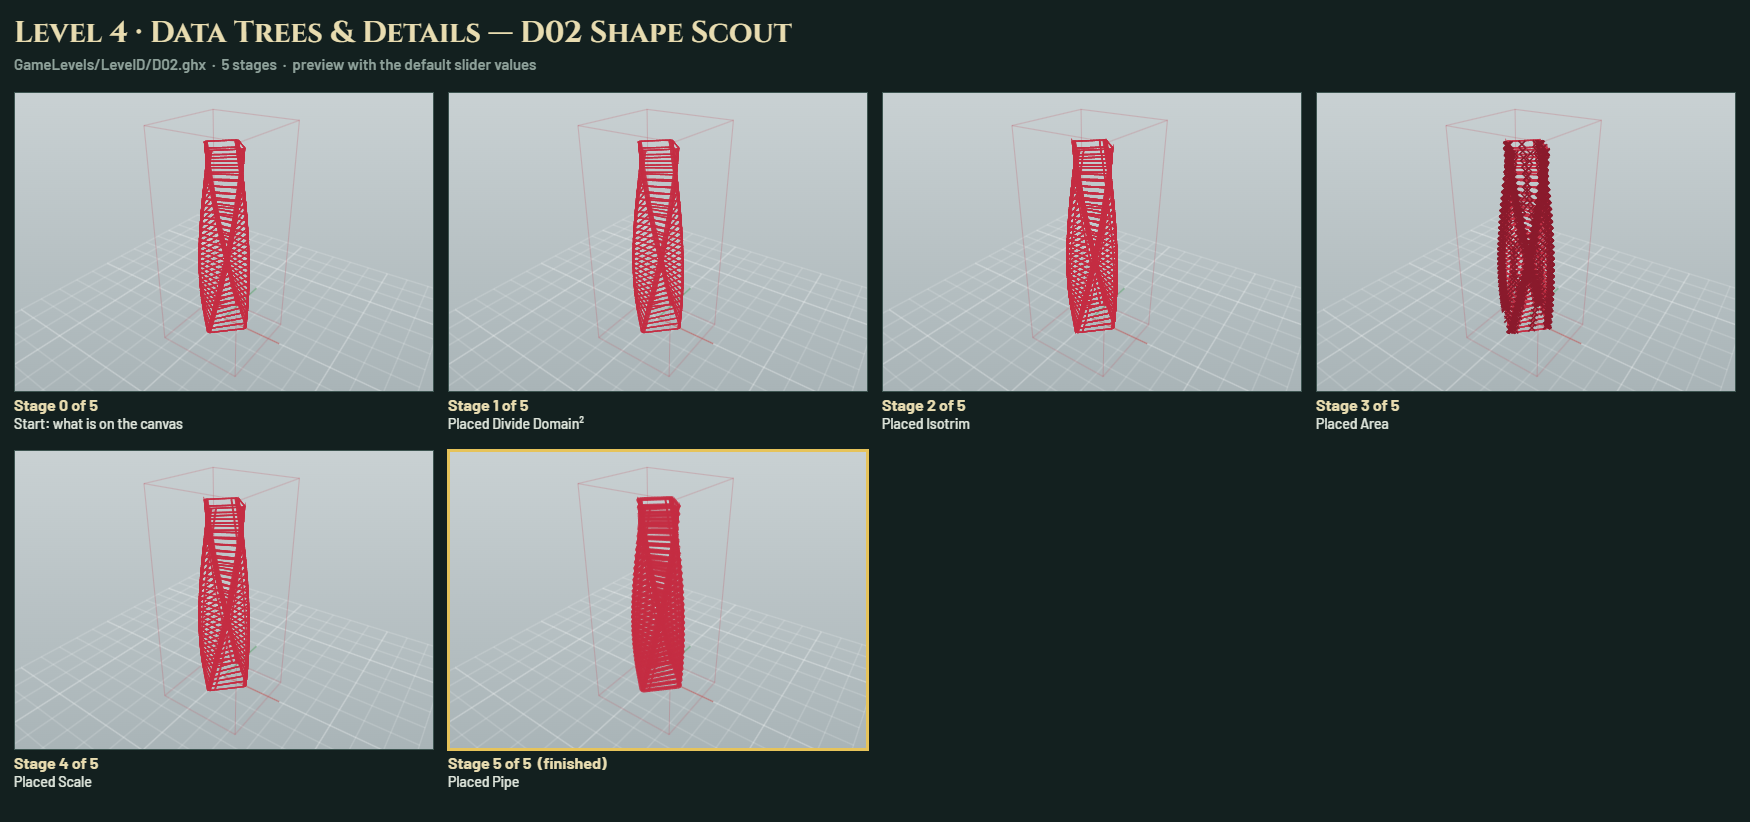 Level 4 · Data Trees & Details — D02 Shape Scout
GameLevels/LevelD/D02.ghx · 5 stages · preview with the default slider values
Stage 0 of 5
Start: what is on the canvas
Stage 1 of 5
Placed Divide Domain²
Stage 2 of 5
Placed Isotrim
Stage 3 of 5
Placed Area
Stage 4 of 5
Placed Scale
Stage 5 of 5 (finished)
Placed Pipe